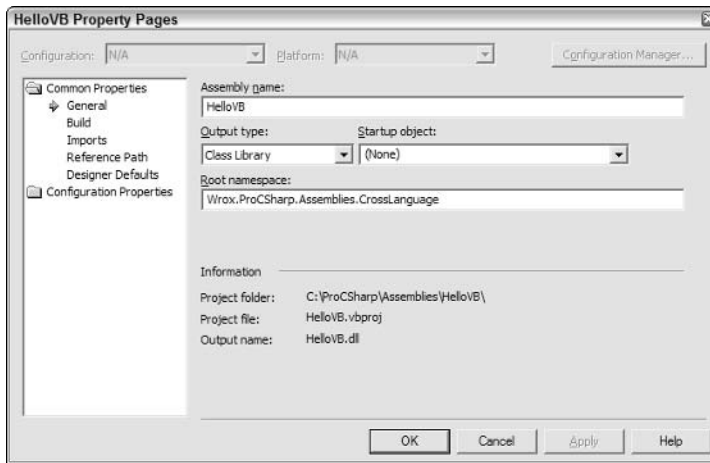 HelloVB Property Pages
Configuration: N/A Platform: N/A Configuration Manager...
Common Properties
General
Build
Imports
Reference Path
Designer Defaults
Configuration Properties
Assembly name:
HelloVB
Output type: Startup object:
Class Library (None)
Root namespace:
Wrox.ProCSharp.Assemblies.CrossLanguage
Information
Project folder: C:\ProCSharp\Assemblies\HelloVB\
Project file: HelloVB.vbproj
Output name: HelloVB.dll
OK Cancel Apply Help